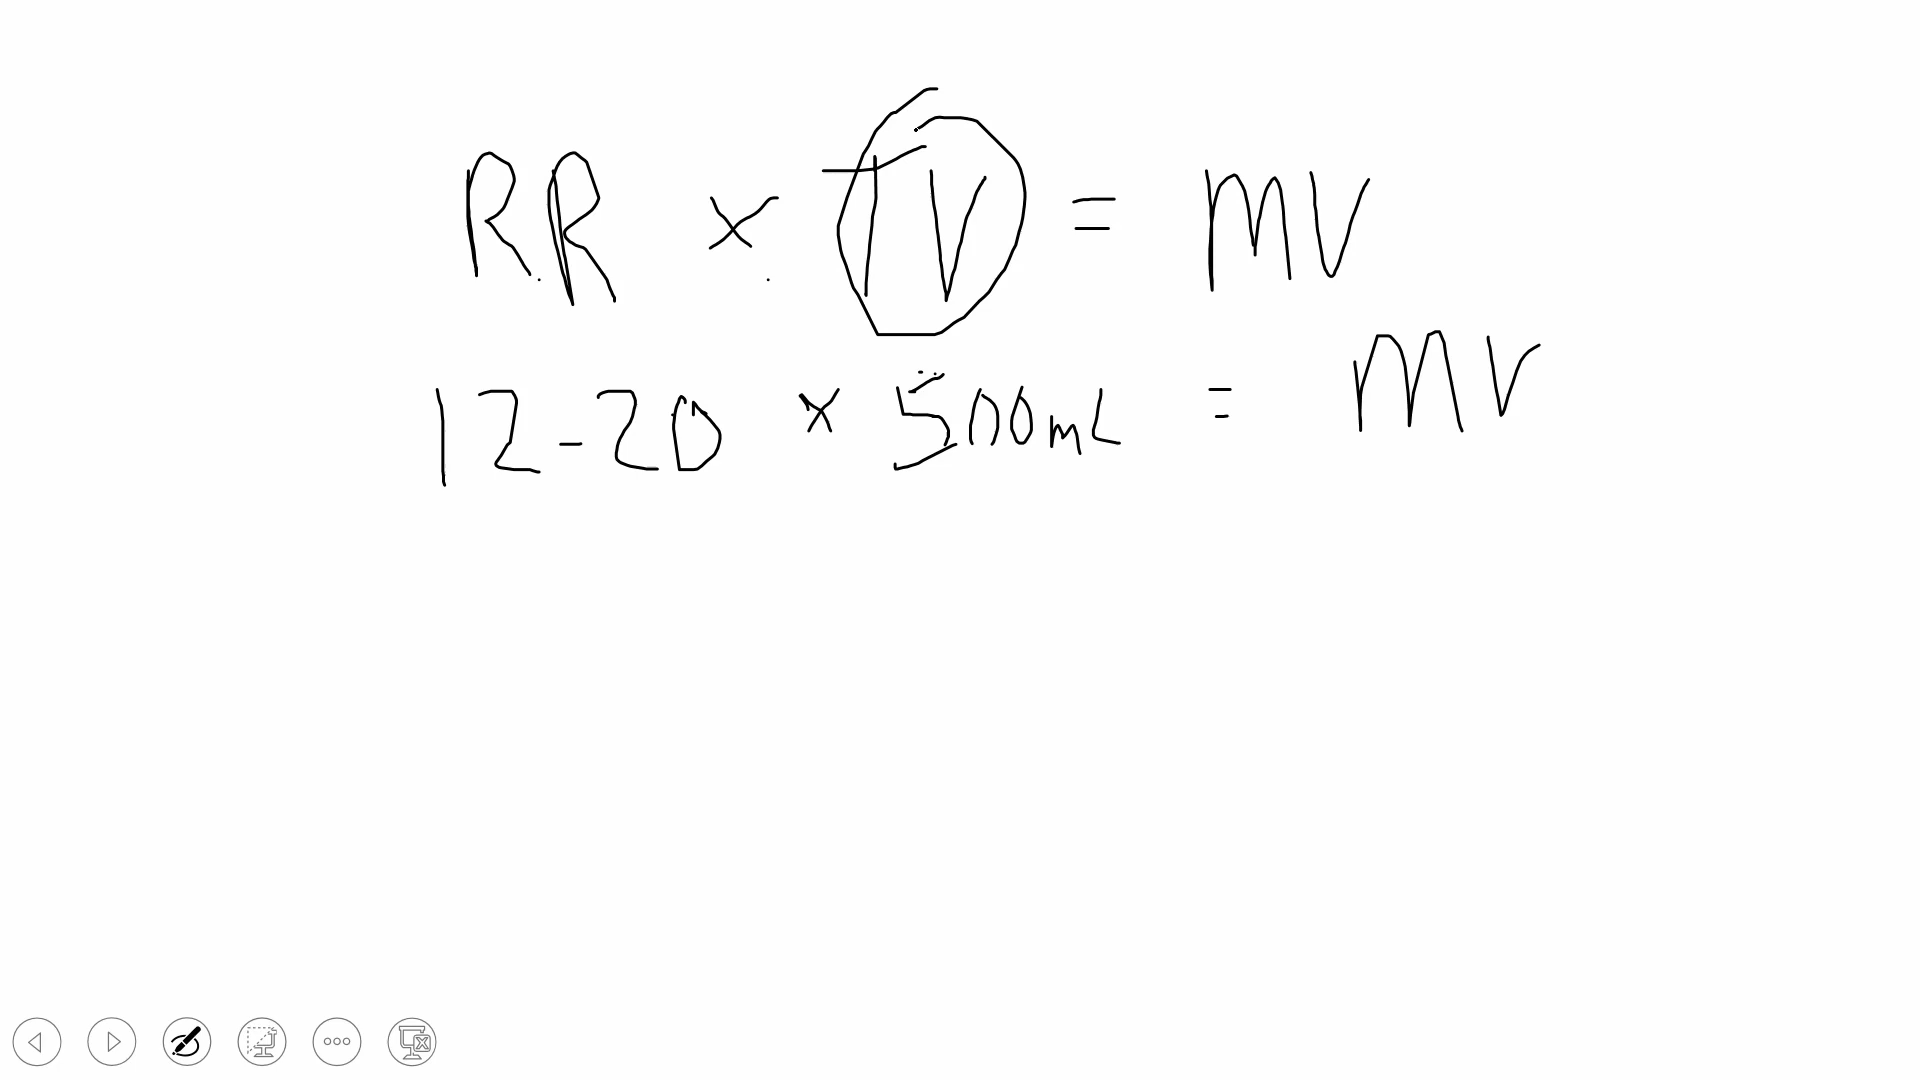 RR x TV = MV
12-20 x 500mL = MV